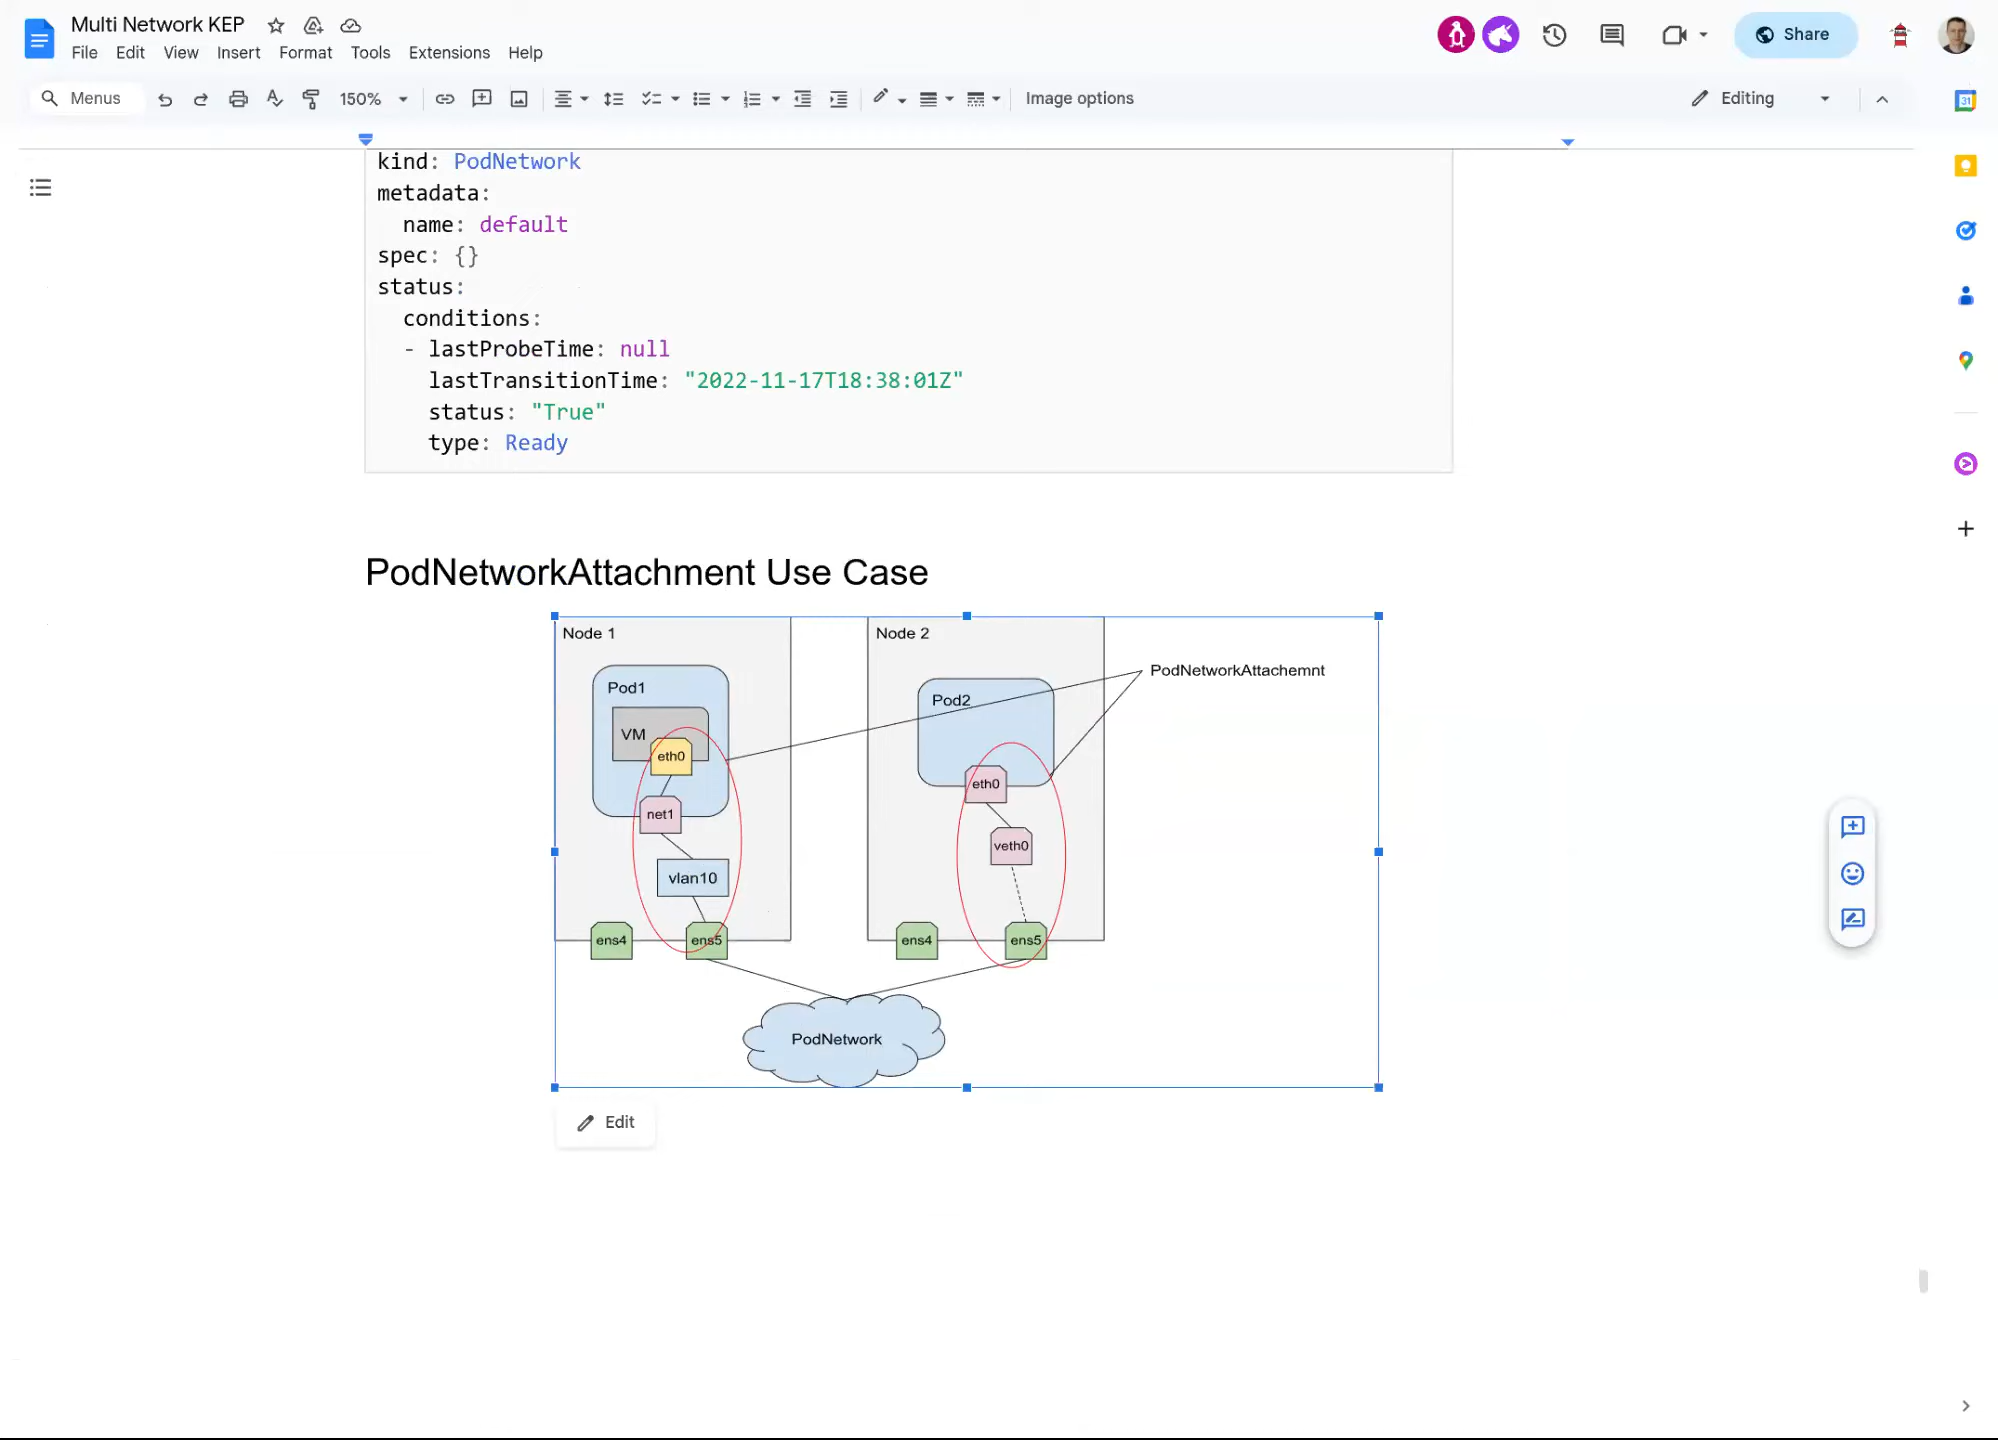 Multi Network KEP
File Edit View Insert Format Tools Extensions Help
Share
Menus
150%
Image options
Editing
31
kind: PodNetwork
metadata:
  name: default
spec: {}
status:
  conditions:
  - lastProbeTime: null
    lastTransitionTime: "2022-11-17T18:38:01Z"
    status: "True"
    type: Ready
PodNetworkAttachment Use Case
Node 1
Node 2
PodNetworkAttachemnt
Pod1
Pod2
VM
eth0
eth0
net1
veth0
vlan10
ens4
ens5
ens4
ens5
PodNetwork
Edit